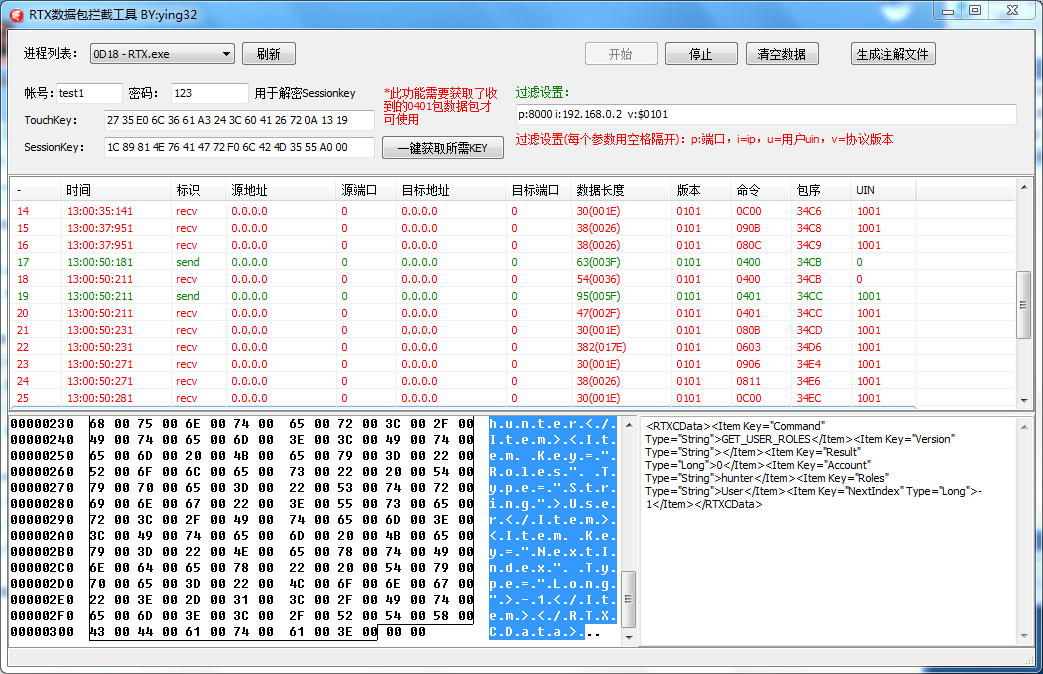 RTX数据包拦截工具 BY:ying32
进程列表: 0D18 - RTX.exe 刷新 开始 停止 清空数据 生成注解文件
帐号: test1 密码: 123 用于解密Sessionkey
*此功能需要获取了收
到的0401包数据包才
可使用
过滤设置:
TouchKey: 27 35 E0 6C 36 61 A3 24 3C 60 41 26 72 0A 13 19
p:8000 i:192.168.0.2 v:$0101
SessionKey: 1C 89 81 4E 76 41 47 72 F0 6C 42 4D 35 55 A0 00
一键获取所需KEY
过滤设置(每个参数用空格隔开): p:端口, i=ip, u=用户uin, v=协议版本
- 时间 标识 源地址 源端口 目标地址 目标端口 数据长度 版本 命令 包序 UIN
14 13:00:35:141 recv 0.0.0.0 0 0.0.0.0 0 30(001E) 0101 0C00 34C6 1001
15 13:00:37:951 recv 0.0.0.0 0 0.0.0.0 0 38(0026) 0101 090B 34C8 1001
16 13:00:37:951 recv 0.0.0.0 0 0.0.0.0 0 38(0026) 0101 080C 34C9 1001
17 13:00:50:181 send 0.0.0.0 0 0.0.0.0 0 63(003F) 0101 0400 34CB 0
18 13:00:50:211 recv 0.0.0.0 0 0.0.0.0 0 54(0036) 0101 0400 34CB 0
19 13:00:50:211 send 0.0.0.0 0 0.0.0.0 0 95(005F) 0101 0401 34CC 1001
20 13:00:50:211 recv 0.0.0.0 0 0.0.0.0 0 47(002F) 0101 0401 34CC 1001
21 13:00:50:231 recv 0.0.0.0 0 0.0.0.0 0 30(001E) 0101 080B 34CD 1001
22 13:00:50:231 recv 0.0.0.0 0 0.0.0.0 0 382(017E) 0101 0603 34D6 1001
23 13:00:50:271 recv 0.0.0.0 0 0.0.0.0 0 30(001E) 0101 0906 34E4 1001
24 13:00:50:271 recv 0.0.0.0 0 0.0.0.0 0 38(0026) 0101 0811 34E6 1001
25 13:00:50:281 recv 0.0.0.0 0 0.0.0.0 0 30(001E) 0101 0C00 34EC 1001
00000230 68 00 75 00 6E 00 74 00 65 00 72 00 3C 00 2F 00 h.u.n.t.e.r.<./.
00000240 49 00 74 00 65 00 6D 00 3E 00 3C 00 49 00 74 00 I.t.e.m.>.<.I.t.
00000250 65 00 6D 00 20 00 4B 00 65 00 79 00 3D 00 22 00 e.m. .K.e.y.=.".
00000260 52 00 6F 00 6C 00 65 00 73 00 22 00 20 00 54 00 R.o.l.e.s.". .T.
00000270 79 00 70 00 65 00 3D 00 22 00 53 00 74 00 72 00 y.p.e.=.".S.t.r.
00000280 69 00 6E 00 67 00 22 00 3E 00 55 00 73 00 65 00 i.n.g.".>.U.s.e.
00000290 72 00 3C 00 2F 00 49 00 74 00 65 00 6D 00 3E 00 r.<./.I.t.e.m.>.
000002A0 3C 00 49 00 74 00 65 00 6D 00 20 00 4B 00 65 00 <.I.t.e.m. .K.e.
000002B0 79 00 3D 00 22 00 4E 00 65 00 78 00 74 00 49 00 y.=.".N.e.x.t.I.
000002C0 6E 00 64 00 65 00 78 00 22 00 20 00 54 00 79 00 n.d.e.x.". .T.y.
000002D0 70 00 65 00 3D 00 22 00 4C 00 6F 00 6E 00 67 00 p.e.=.".L.o.n.g.
000002E0 22 00 3E 00 2D 00 31 00 3C 00 2F 00 49 00 74 00 ".>.-.1.<./.I.t.
000002F0 65 00 6D 00 3E 00 3C 00 2F 00 52 00 54 00 58 00 e.m.>.<./.R.T.X.
00000300 43 00 44 00 61 00 74 00 61 00 3E 00 00 00 C.D.a.t.a.>...
<RTXCData><Item Key="Command"
Type="String">GET_USER_ROLES</Item><Item Key="Version"
Type="String"></Item><Item Key="Result"
Type="Long">0</Item><Item Key="Account"
Type="String">hunter</Item><Item Key="Roles"
Type="String">User</Item><Item Key="NextIndex" Type="Long">-
1</Item></RTXCData>